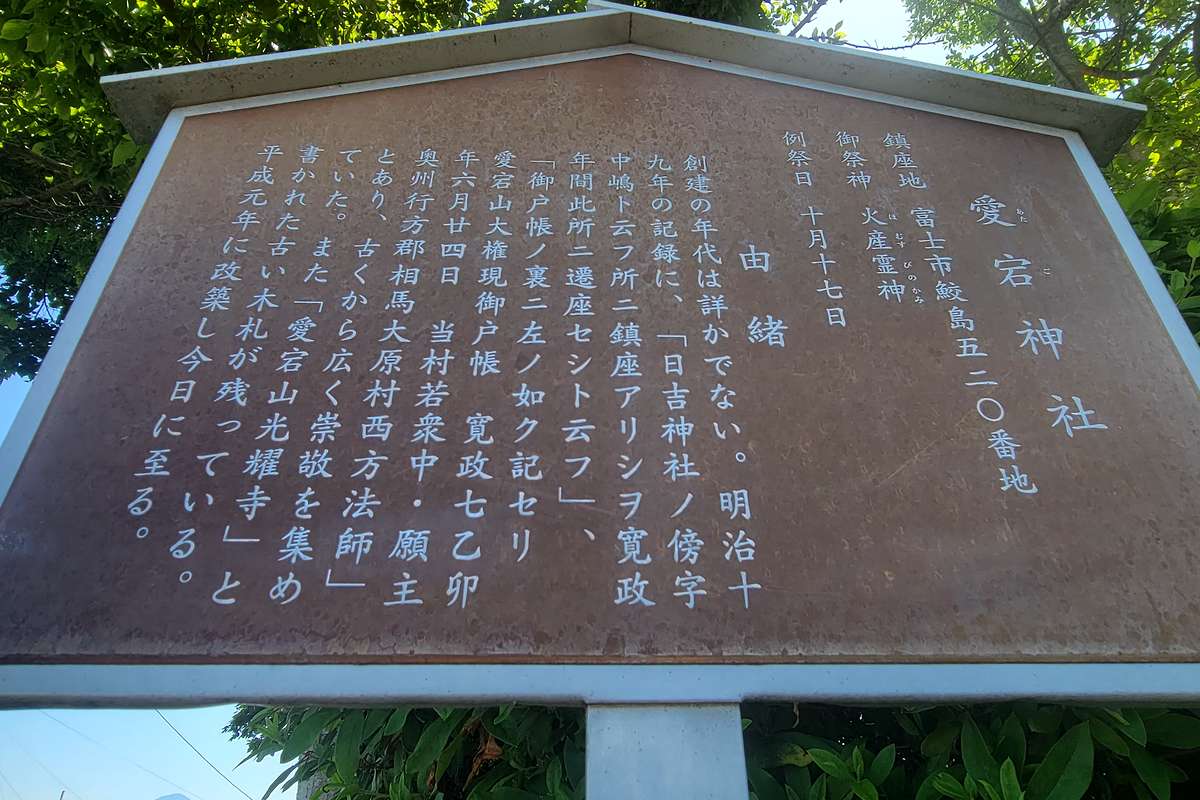 愛宕神社
あたご
鎮座地　富士市鮫島五二〇番地
御祭神　火産霊神
ほむすびのかみ
例祭日　十月十七日
由緒
創建の年代は詳かでない。明治十
九年の記録に、「日吉神社ノ傍字
中嶋ト云フ所ニ鎮座アリシヲ寛政
年間此所ニ遷座セシト云フ」、
「御戸帳ノ裏ニ左ノ如ク記セリ
愛宕山大権現御戸帳　寛政七乙卯
年六月廿四日　当村若衆中・願主
奥州行方郡相馬大原村西方法師」
とあり、古くから広く崇敬を集め
ていた。また「愛宕山光耀寺」と
書かれた古い木札が残っている。
平成元年に改築し今日に至る。